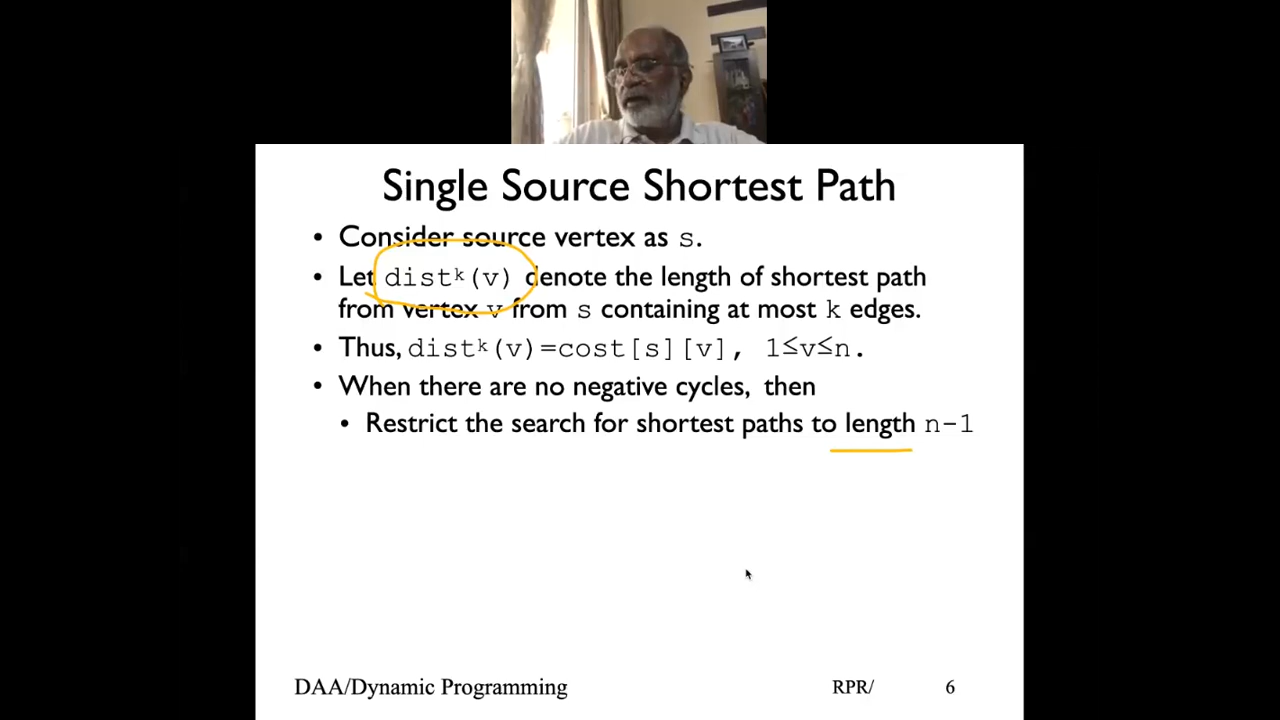 Single Source Shortest Path
• Consider source vertex as s.
• Let distᵏ(v) denote the length of shortest path
from vertex v from s containing at most k edges.
• Thus, distᵏ(v)=cost[s][v], 1≤v≤n.
• When there are no negative cycles, then
• Restrict the search for shortest paths to length n-1
DAA/Dynamic Programming RPR/ 6